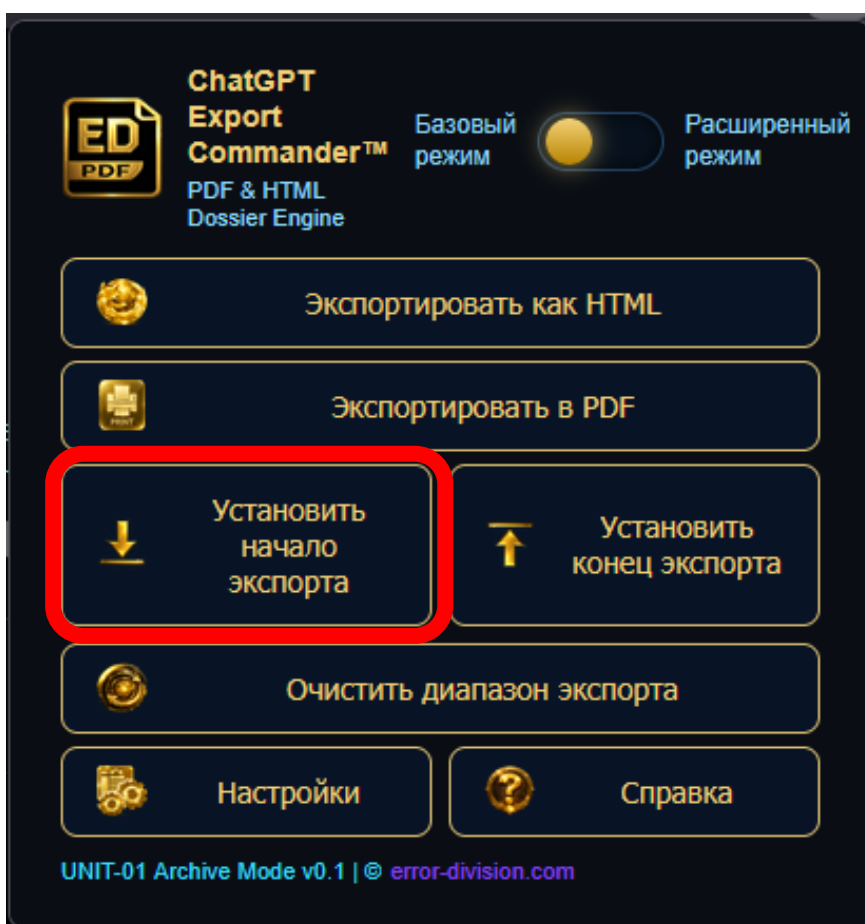 ED
PDF
ChatGPT
Export
Commander™
PDF & HTML
Dossier Engine
Базовый
режим
Расширенный
режим
Экспортировать как HTML
PRINT
Экспортировать в PDF
Установить
начало
экспорта
Установить
конец экспорта
Очистить диапазон экспорта
Настройки
?
Справка
UNIT-01 Archive Mode v0.1 | © error-division.com